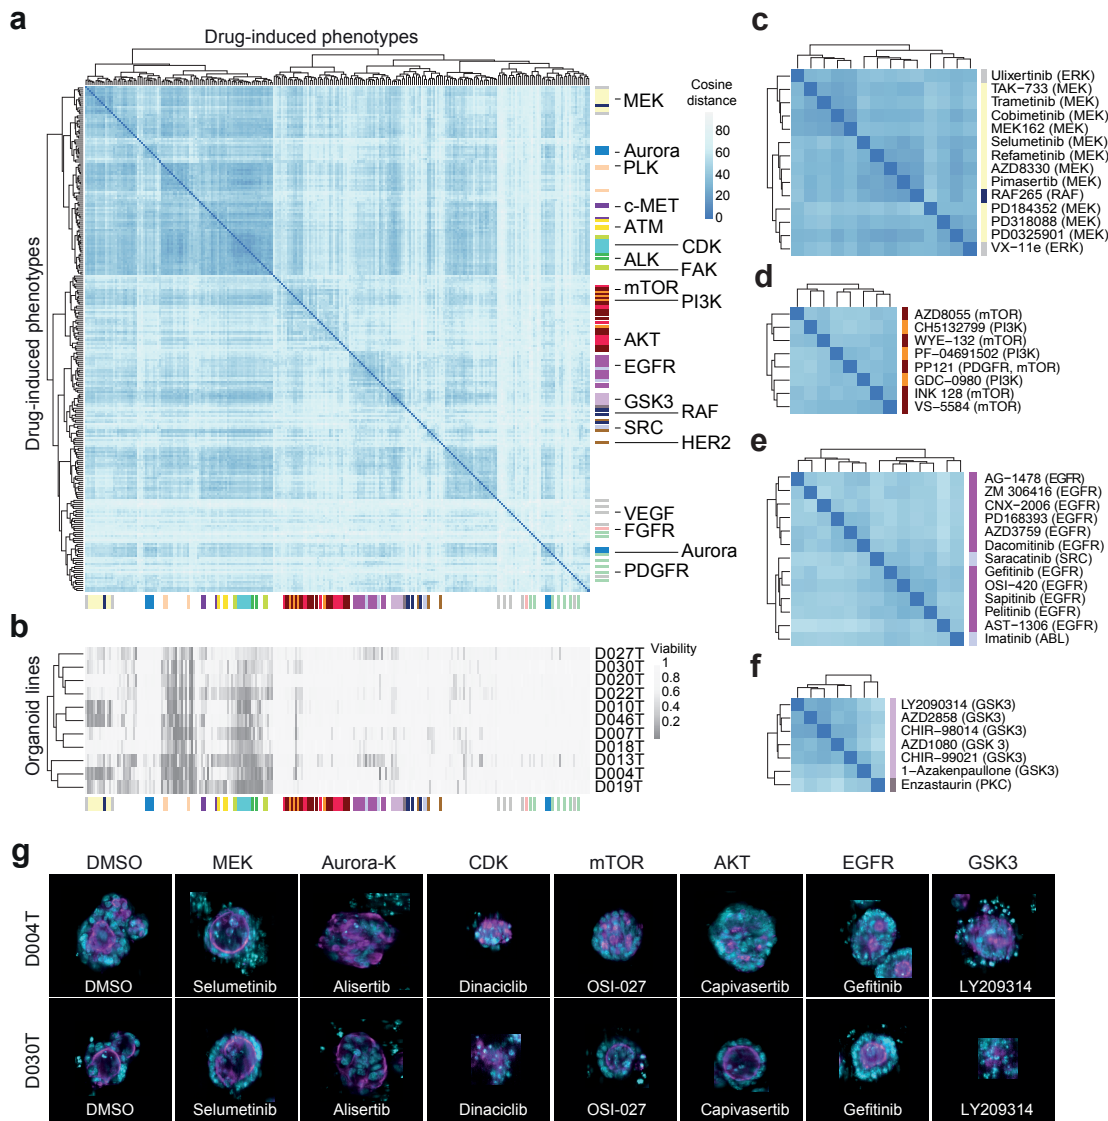 a
Drug-induced phenotypes
Drug-induced phenotypes
Cosine
distance
80
60
40
20
0
MEK
Aurora
PLK
c-MET
ATM
CDK
ALK
FAK
mTOR
PI3K
AKT
EGFR
GSK3
RAF
SRC
HER2
VEGF
FGFR
Aurora
PDGFR
b
Organoid lines
Viability
1
0.8
0.6
0.4
0.2
D027T
D030T
D020T
D022T
D010T
D046T
D007T
D018T
D013T
D004T
D019T
c
Ulixertinib (ERK)
TAK−733 (MEK)
Trametinib (MEK)
Cobimetinib (MEK)
MEK162 (MEK)
Selumetinib (MEK)
Refametinib (MEK)
AZD8330 (MEK)
Pimasertib (MEK)
RAF265 (RAF)
PD184352 (MEK)
PD318088 (MEK)
PD0325901 (MEK)
VX−11e (ERK)
d
AZD8055 (mTOR)
CH5132799 (PI3K)
WYE−132 (mTOR)
PF−04691502 (PI3K)
PP121 (PDGFR, mTOR)
GDC−0980 (PI3K)
INK 128 (mTOR)
VS−5584 (mTOR)
e
AG−1478 (EGFR)
ZM 306416 (EGFR)
CNX−2006 (EGFR)
PD168393 (EGFR)
AZD3759 (EGFR)
Dacomitinib (EGFR)
Saracatinib (SRC)
Gefitinib (EGFR)
OSI−420 (EGFR)
Sapitinib (EGFR)
Pelitinib (EGFR)
AST−1306 (EGFR)
Imatinib (ABL)
f
LY2090314 (GSK3)
AZD2858 (GSK3)
CHIR−98014 (GSK3)
AZD1080 (GSK 3)
CHIR−99021 (GSK3)
1−Azakenpaullone (GSK3)
Enzastaurin (PKC)
g
DMSO MEK Aurora-K CDK mTOR AKT EGFR GSK3
D004T
DMSO Selumetinib Alisertib Dinaciclib OSI-027 Capivasertib Gefitinib LY209314
D030T
DMSO Selumetinib Alisertib Dinaciclib OSI-027 Capivasertib Gefitinib LY209314